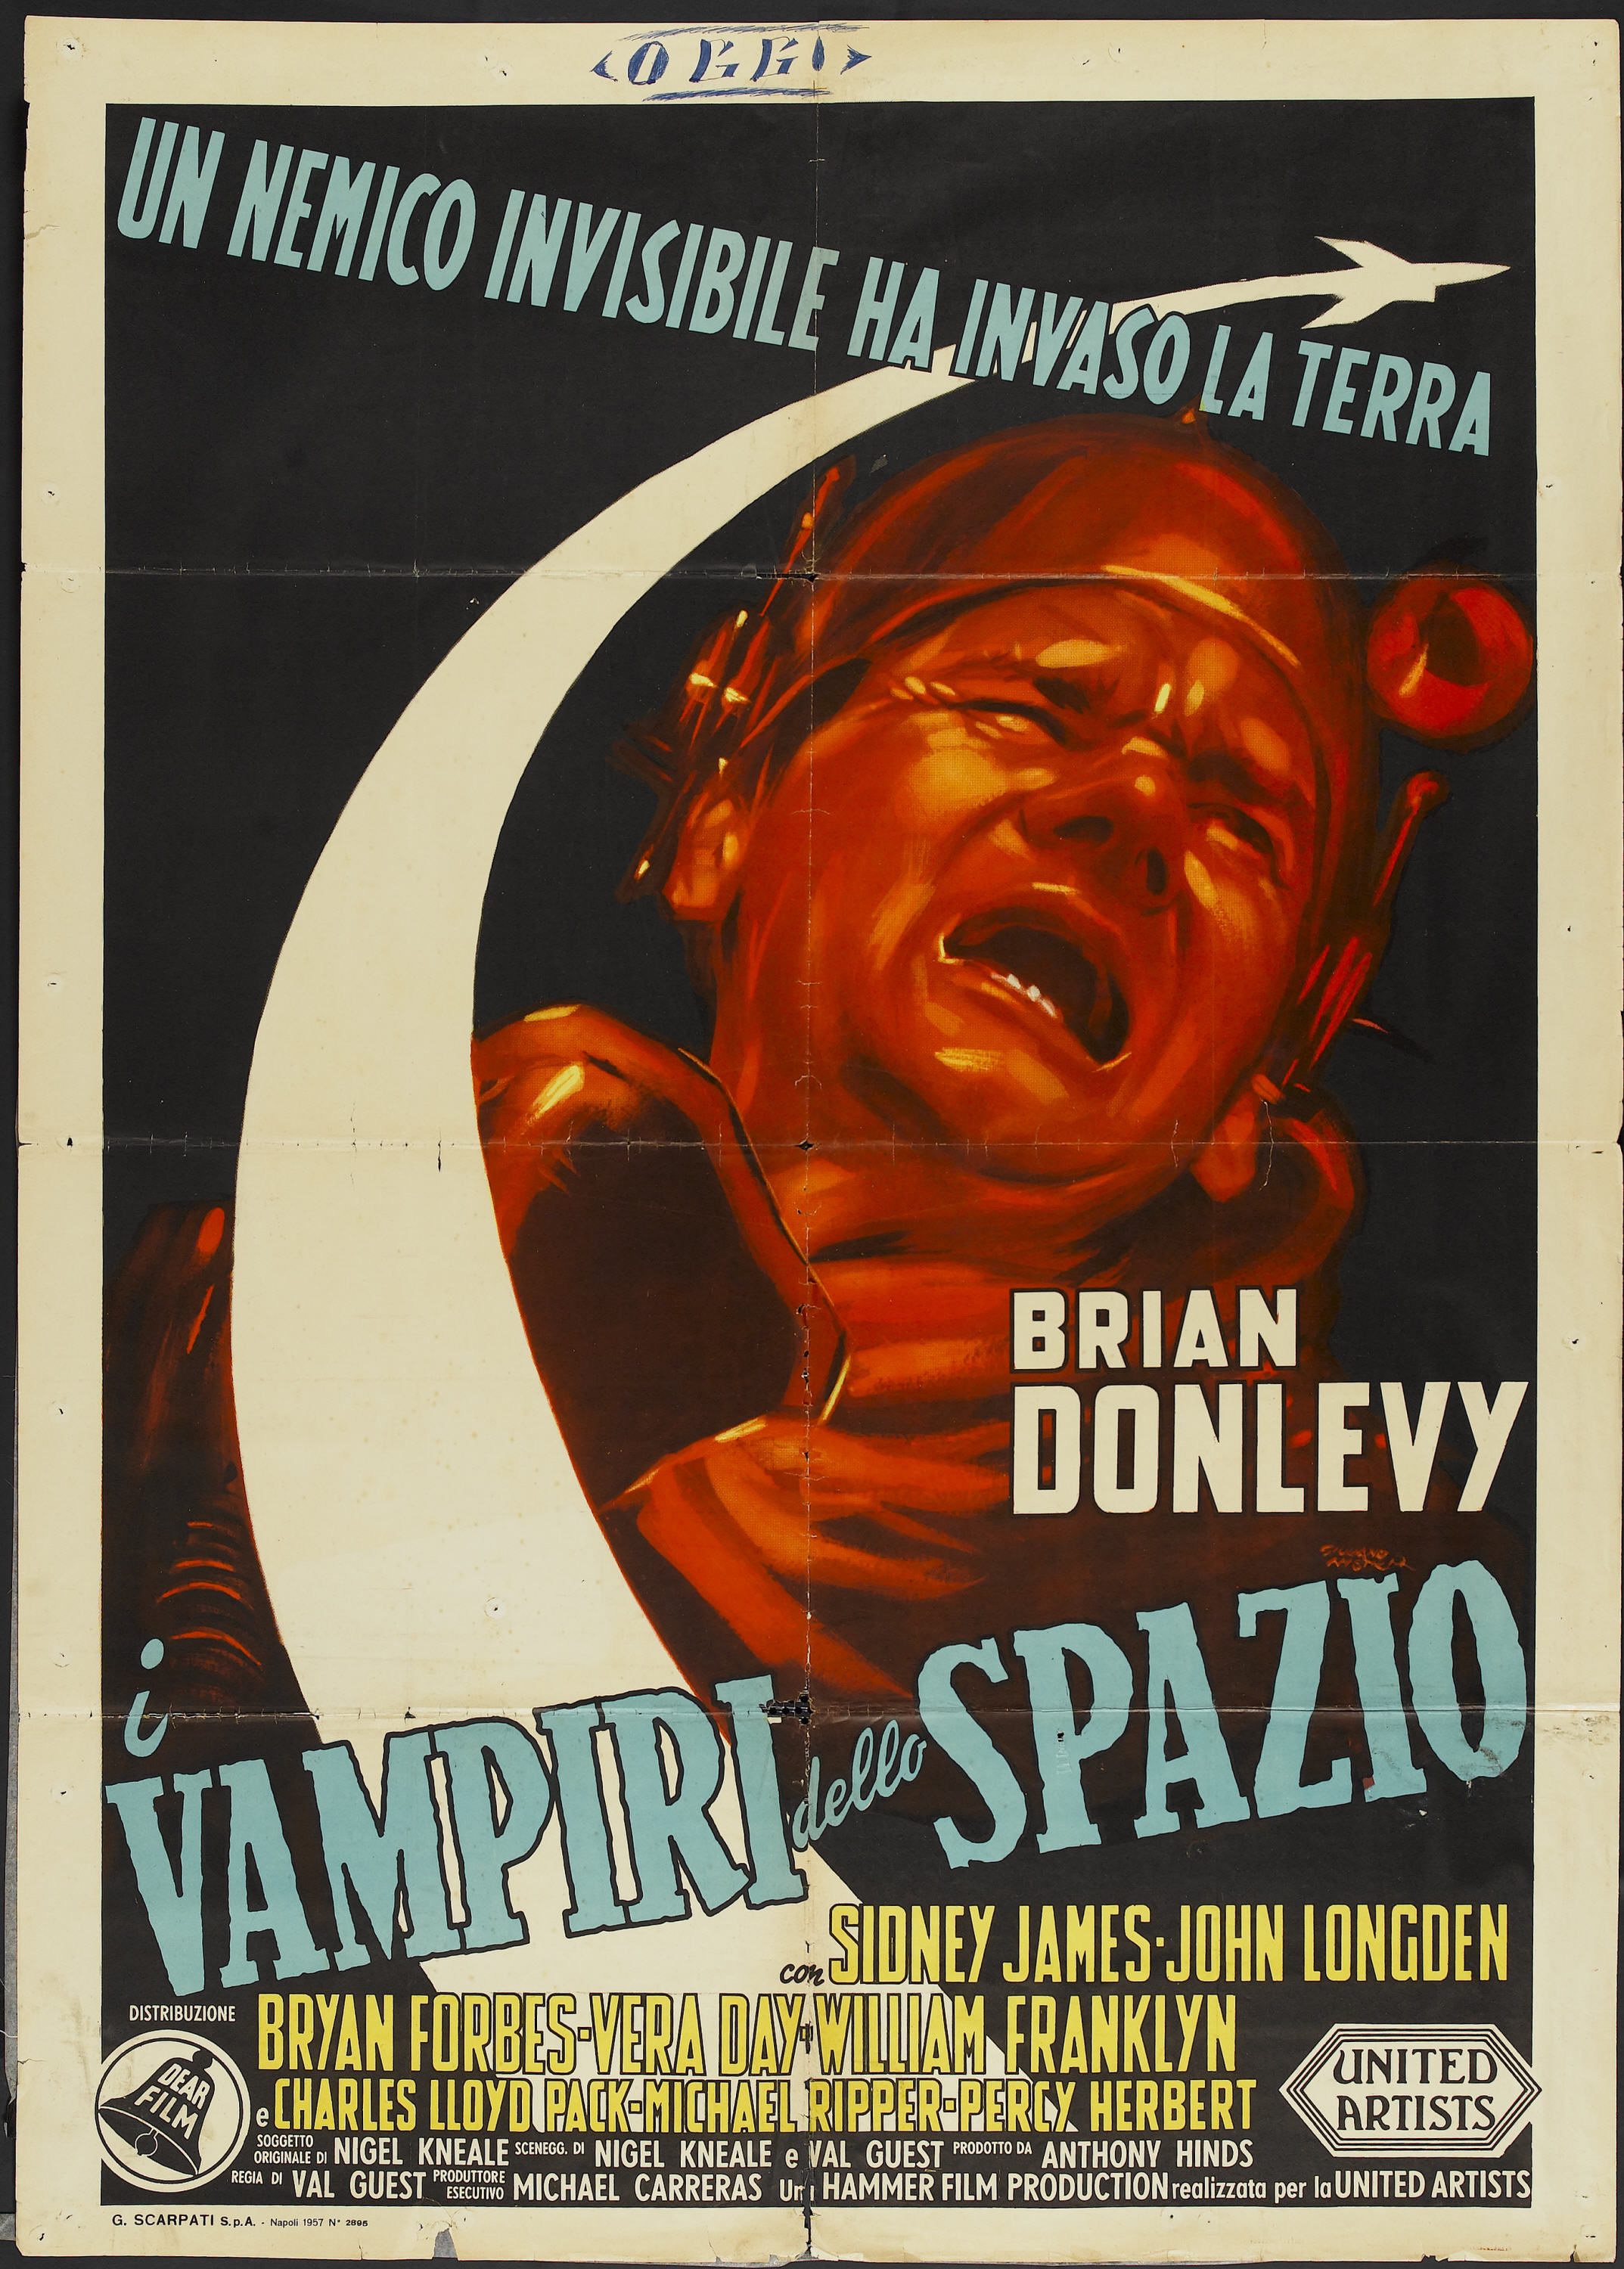 <OGGI>
UN NEMICO INVISIBILE HA INVASO LA TERRA
BRIAN
DONLEVY
i
VAMPIRI dello SPAZIO
con SIDNEY JAMES·JOHN LONGDEN
DISTRIBUZIONE
BRYAN FORBES·VERA DAY·WILLIAM FRANKLYN
DEAR
FILM
e CHARLES LLOYD PACK·MICHAEL RIPPER·PERCY HERBERT
UNITED
ARTISTS
SOGGETTO ORIGINALE DI NIGEL KNEALE SCENEGG. DI NIGEL KNEALE e VAL GUEST PRODOTTO DA ANTHONY HINDS
REGIA DI VAL GUEST PRODUTTORE ESECUTIVO MICHAEL CARRERAS HAMMER FILM PRODUCTION realizzata per la UNITED ARTISTS
G. SCARPATI S.p.A. - Napoli 1957 N° 2895